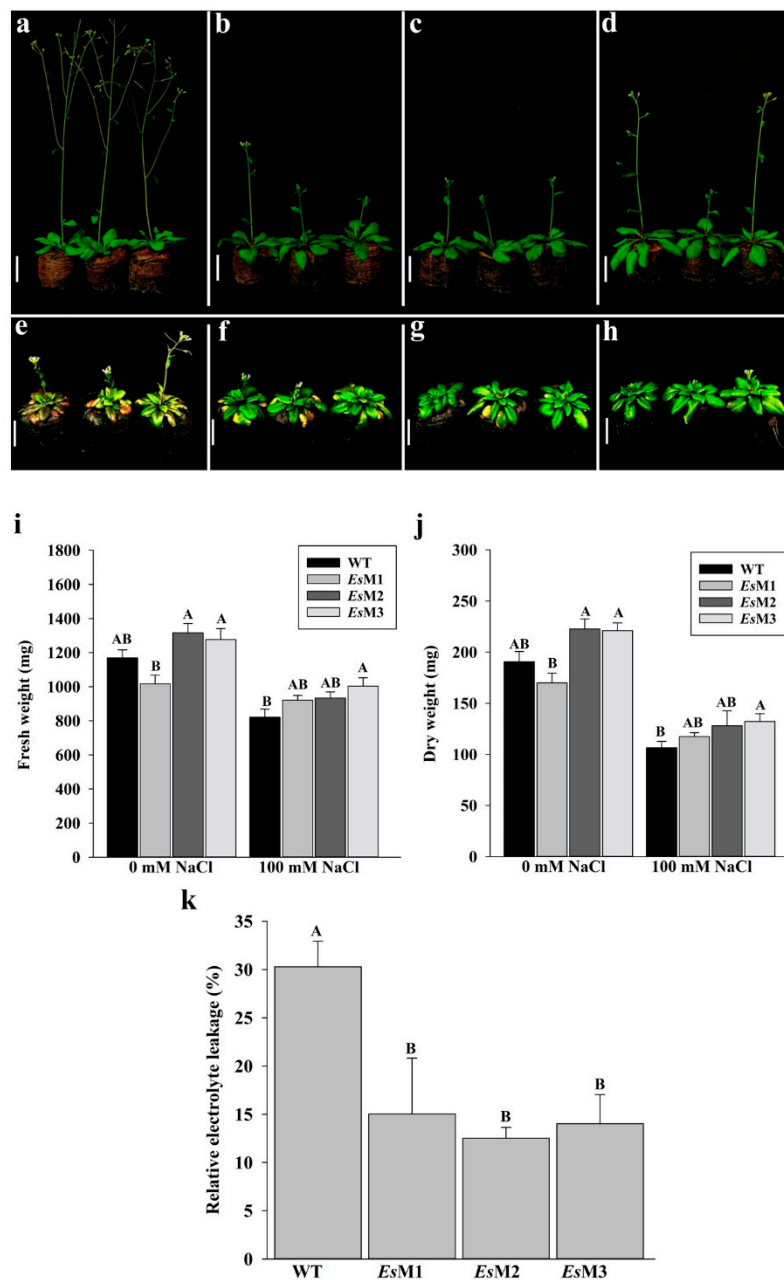 a b c d
e f g h
i
Fresh weight (mg)
1800
1600
1400
1200
1000
800
600
400
200
0
WT
EsM1
EsM2
EsM3
AB B A A
B AB AB A
0 mM NaCl 100 mM NaCl
j
Dry weight (mg)
300
250
200
150
100
50
0
WT
EsM1
EsM2
EsM3
AB B A A
B AB AB A
0 mM NaCl 100 mM NaCl
k
Relative electrolyte leakage (%)
35
30
25
20
15
10
5
0
A B B B
WT EsM1 EsM2 EsM3